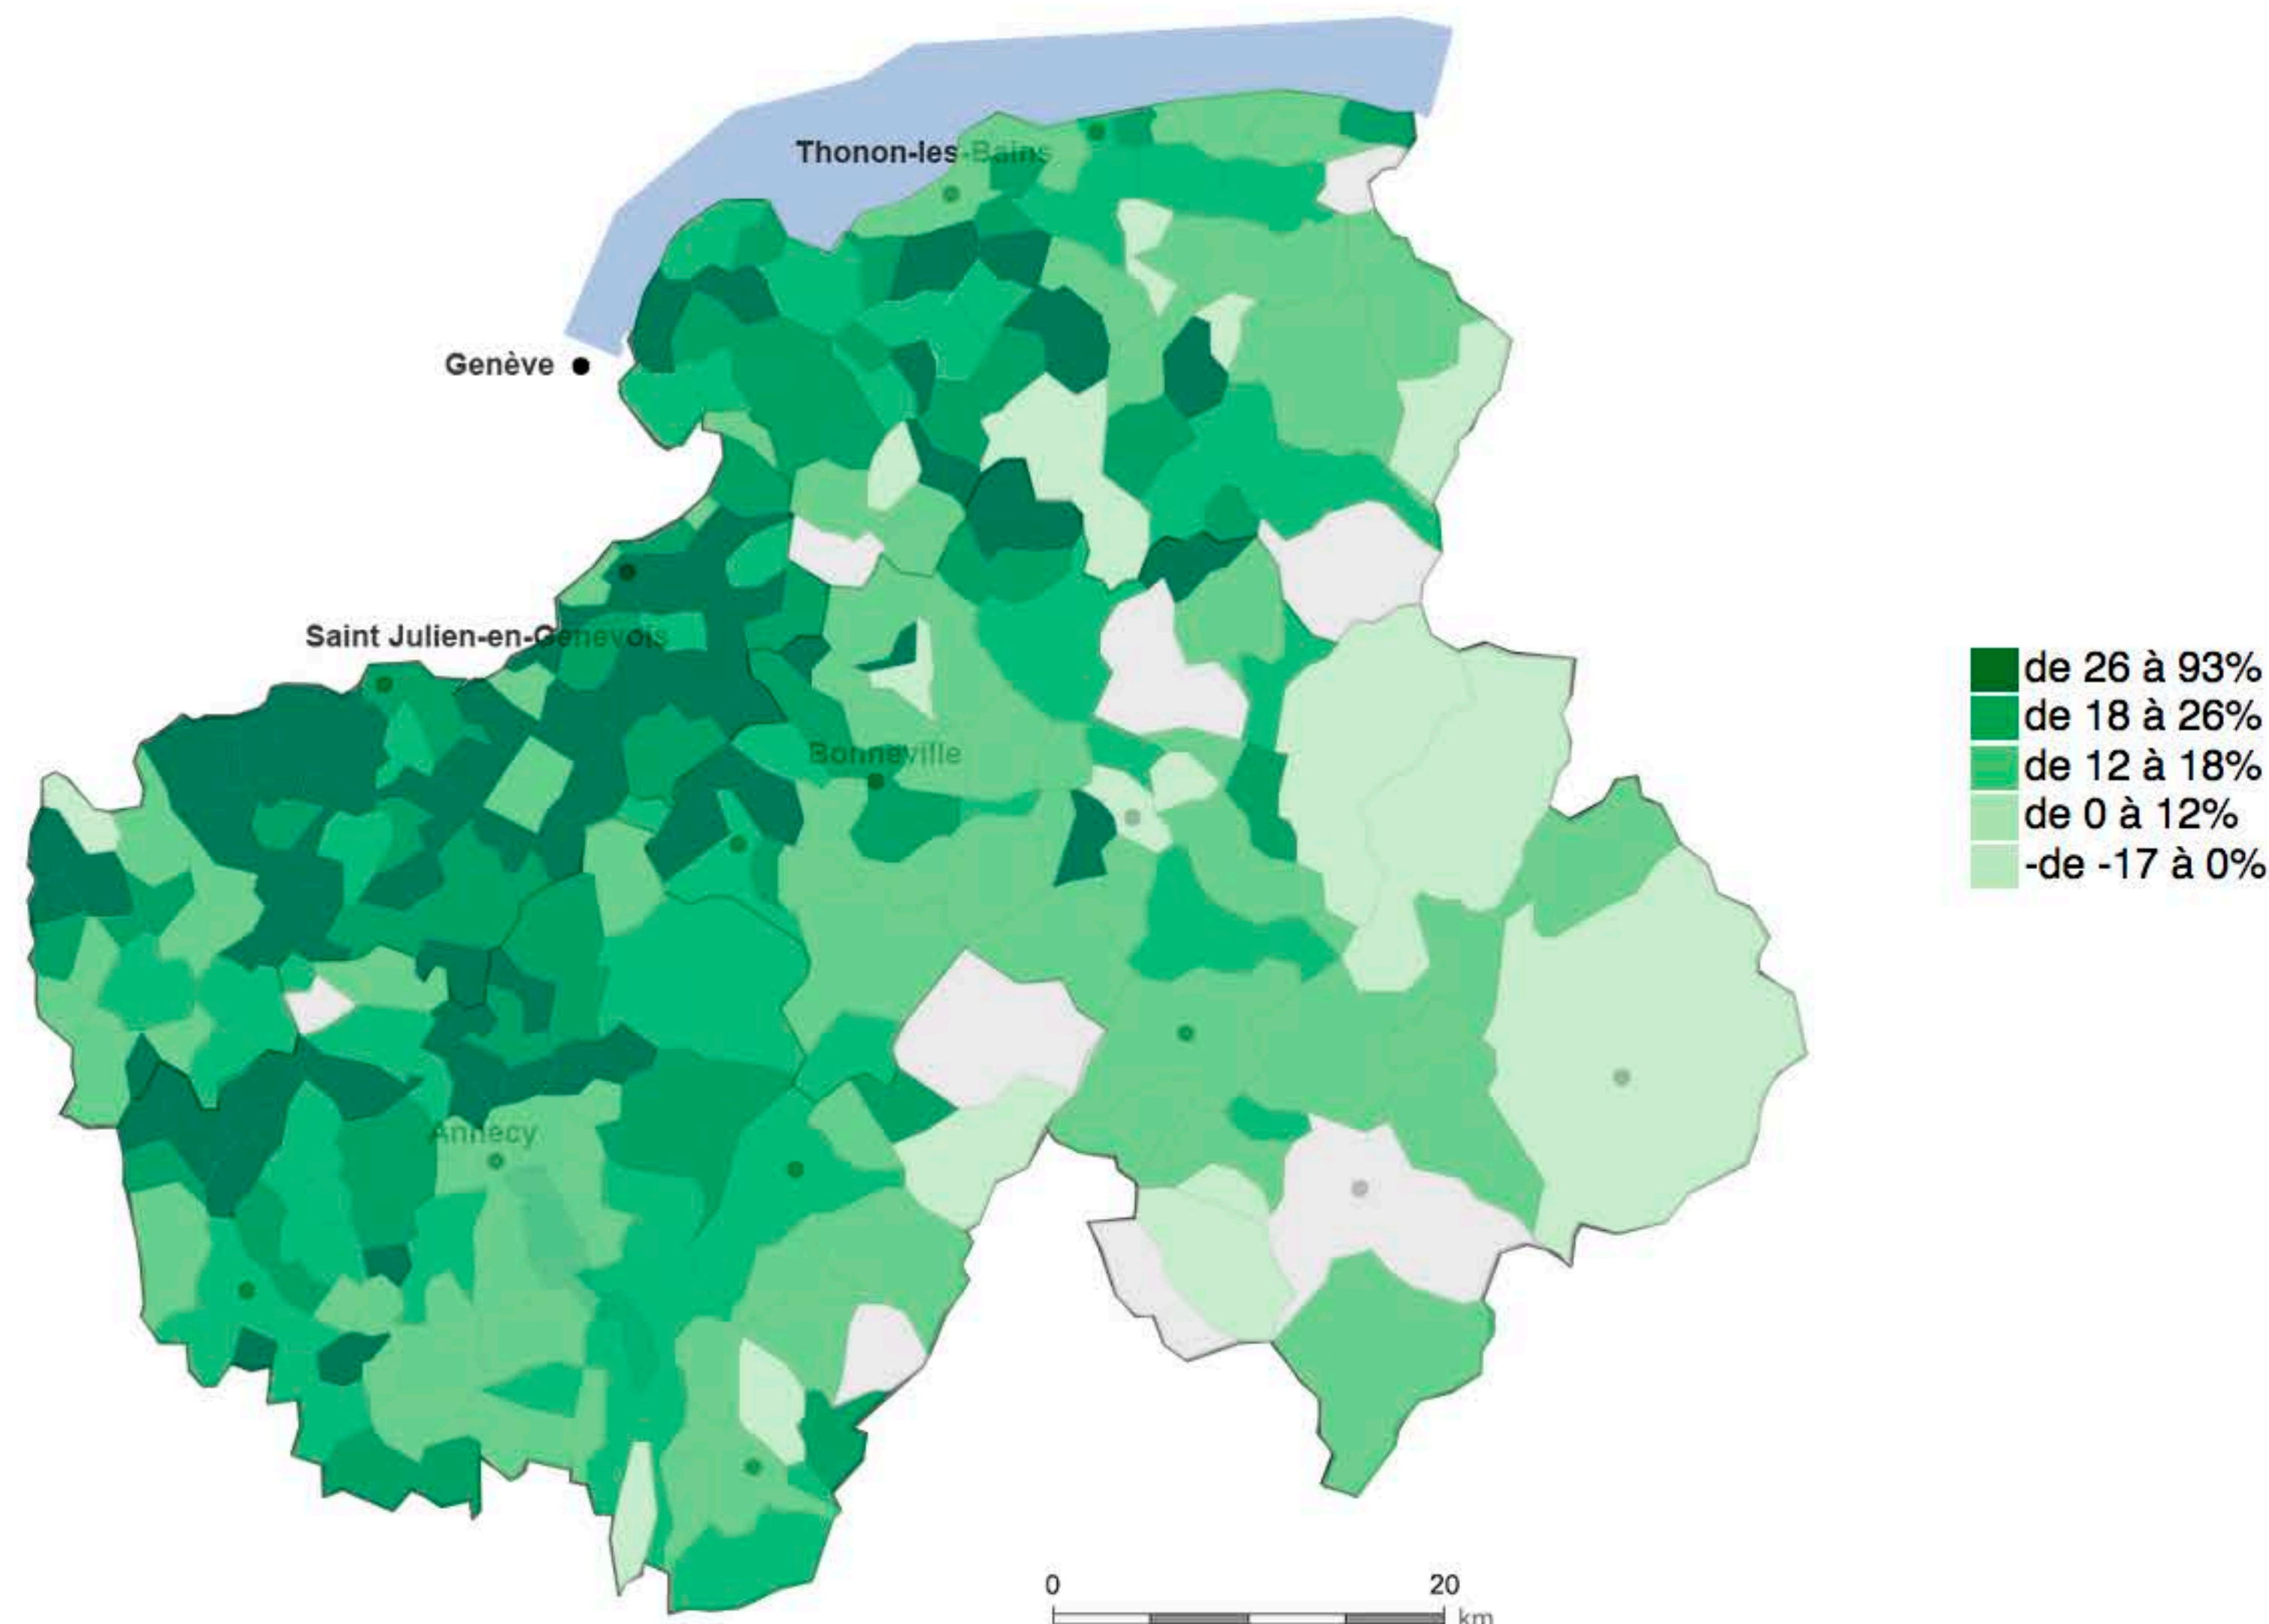 Thonon-les-Bains
Genève
Saint Julien-en-Genevois
Bonneville
Annecy
de 26 à 93%
de 18 à 26%
de 12 à 18%
de 0 à 12%
-de -17 à 0%
0 20
km